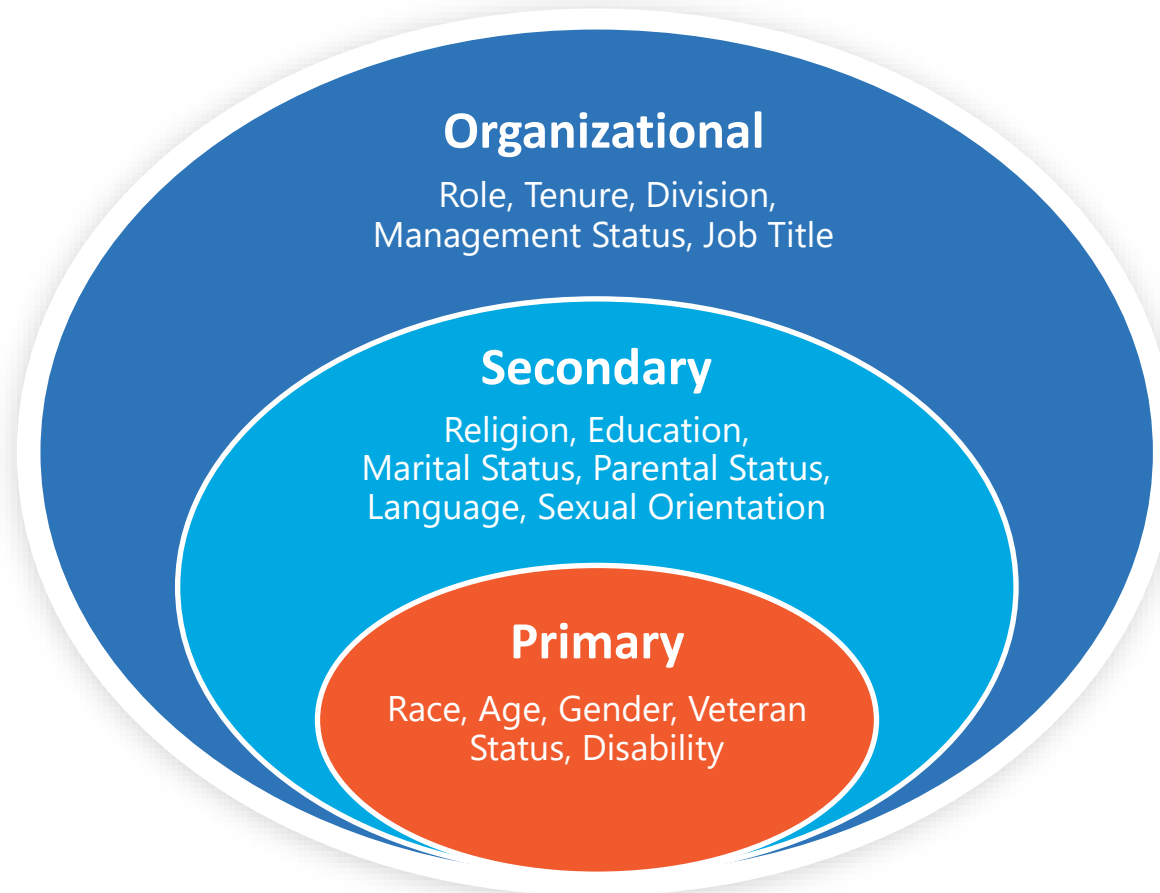 Organizational
Role, Tenure, Division,
Management Status, Job Title
Secondary
Religion, Education,
Marital Status, Parental Status,
Language, Sexual Orientation
Primary
Race, Age, Gender, Veteran
Status, Disability